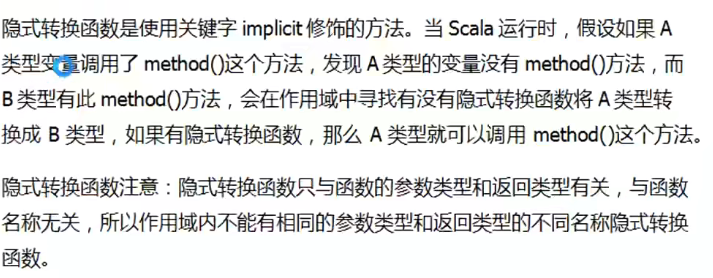 隐式转换函数是使用关键字 implicit 修饰的方法。当 Scala 运行时，假设如果 A
类型变量调用了 method()这个方法，发现 A 类型的变量没有 method()方法，而
B 类型有此 method()方法，会在作用域中寻找有没有隐式转换函数将 A 类型转
换成 B 类型，如果有隐式转换函数，那么 A 类型就可以调用 method()这个方法。
隐式转换函数注意：隐式转换函数只与函数的参数类型和返回类型有关，与函数
名称无关，所以作用域内不能有相同的参数类型和返回类型的不同名称隐式转换
函数。